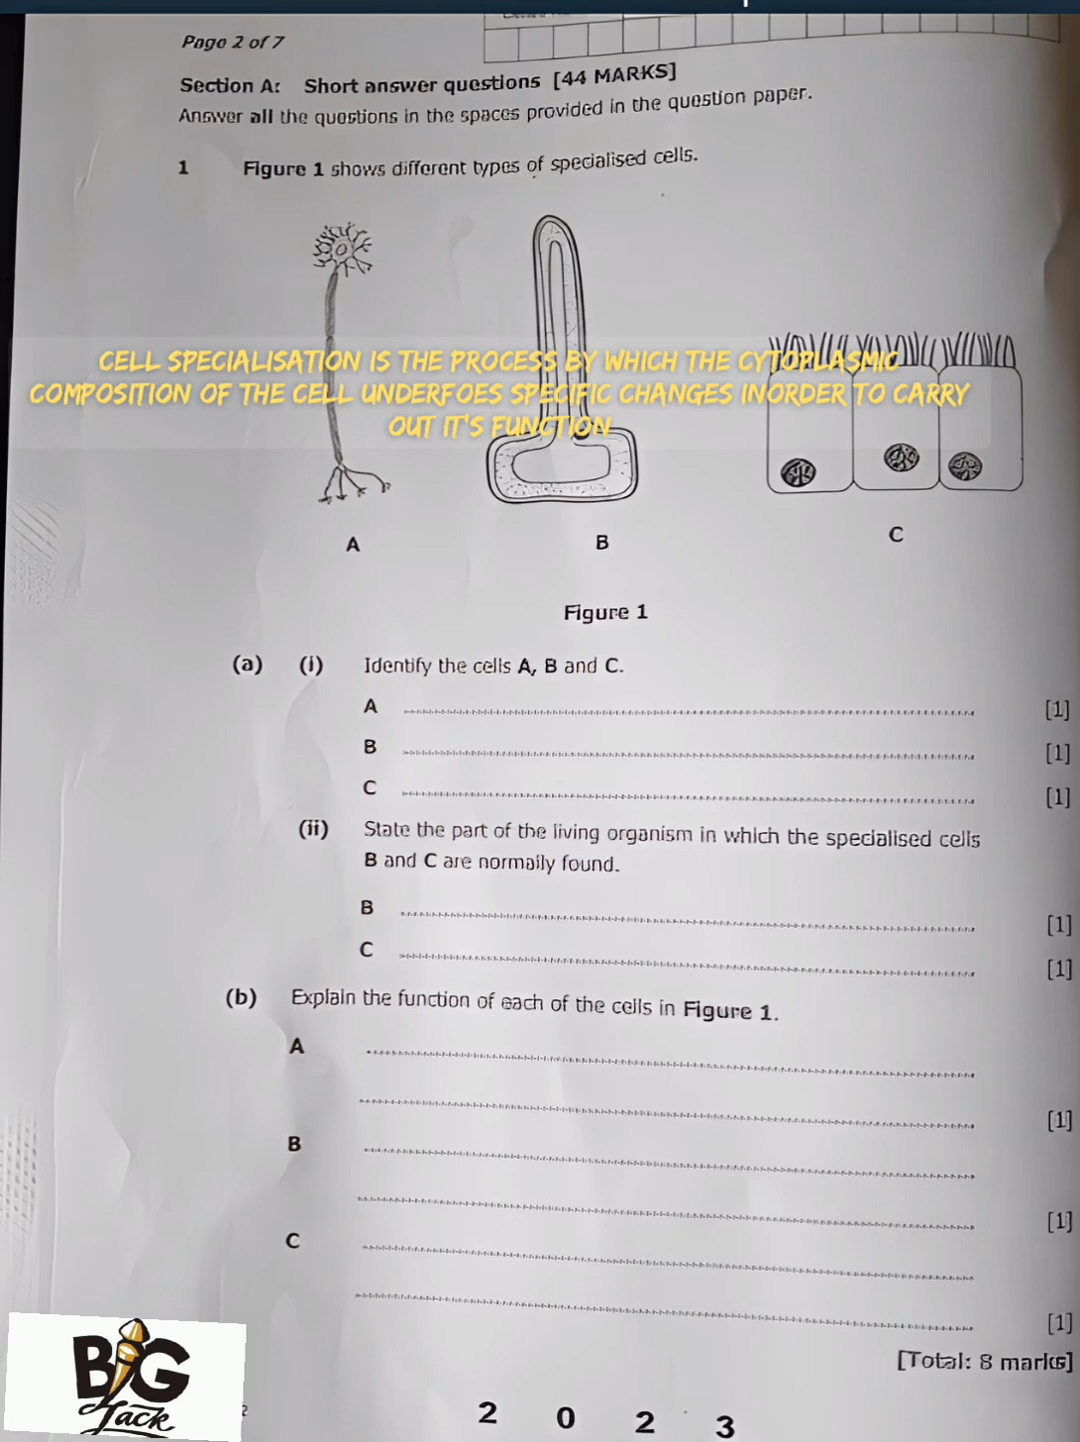 Page 2 of 7
Section A: Short answer questions [44 MARKS]
Answer all the questions in the spaces provided in the question paper.
1 Figure 1 shows different types of specialised cells.
CELL SPECIALISATION IS THE PROCESS BY WHICH THE CYTOPLASMIC
COMPOSITION OF THE CELL UNDERFOES SPECIFIC CHANGES INORDER TO CARRY
OUT IT'S FUNCTION
A
B
C
Figure 1
(a) (i) Identify the cells A, B and C.
A [1]
B [1]
C [1]
(ii) State the part of the living organism in which the specialised cells
B and C are normally found.
B [1]
C [1]
(b) Explain the function of each of the cells in Figure 1.
A
[1]
B
[1]
C
[1]
[Total: 8 marks]
BIG
Jack
2 0 2 3